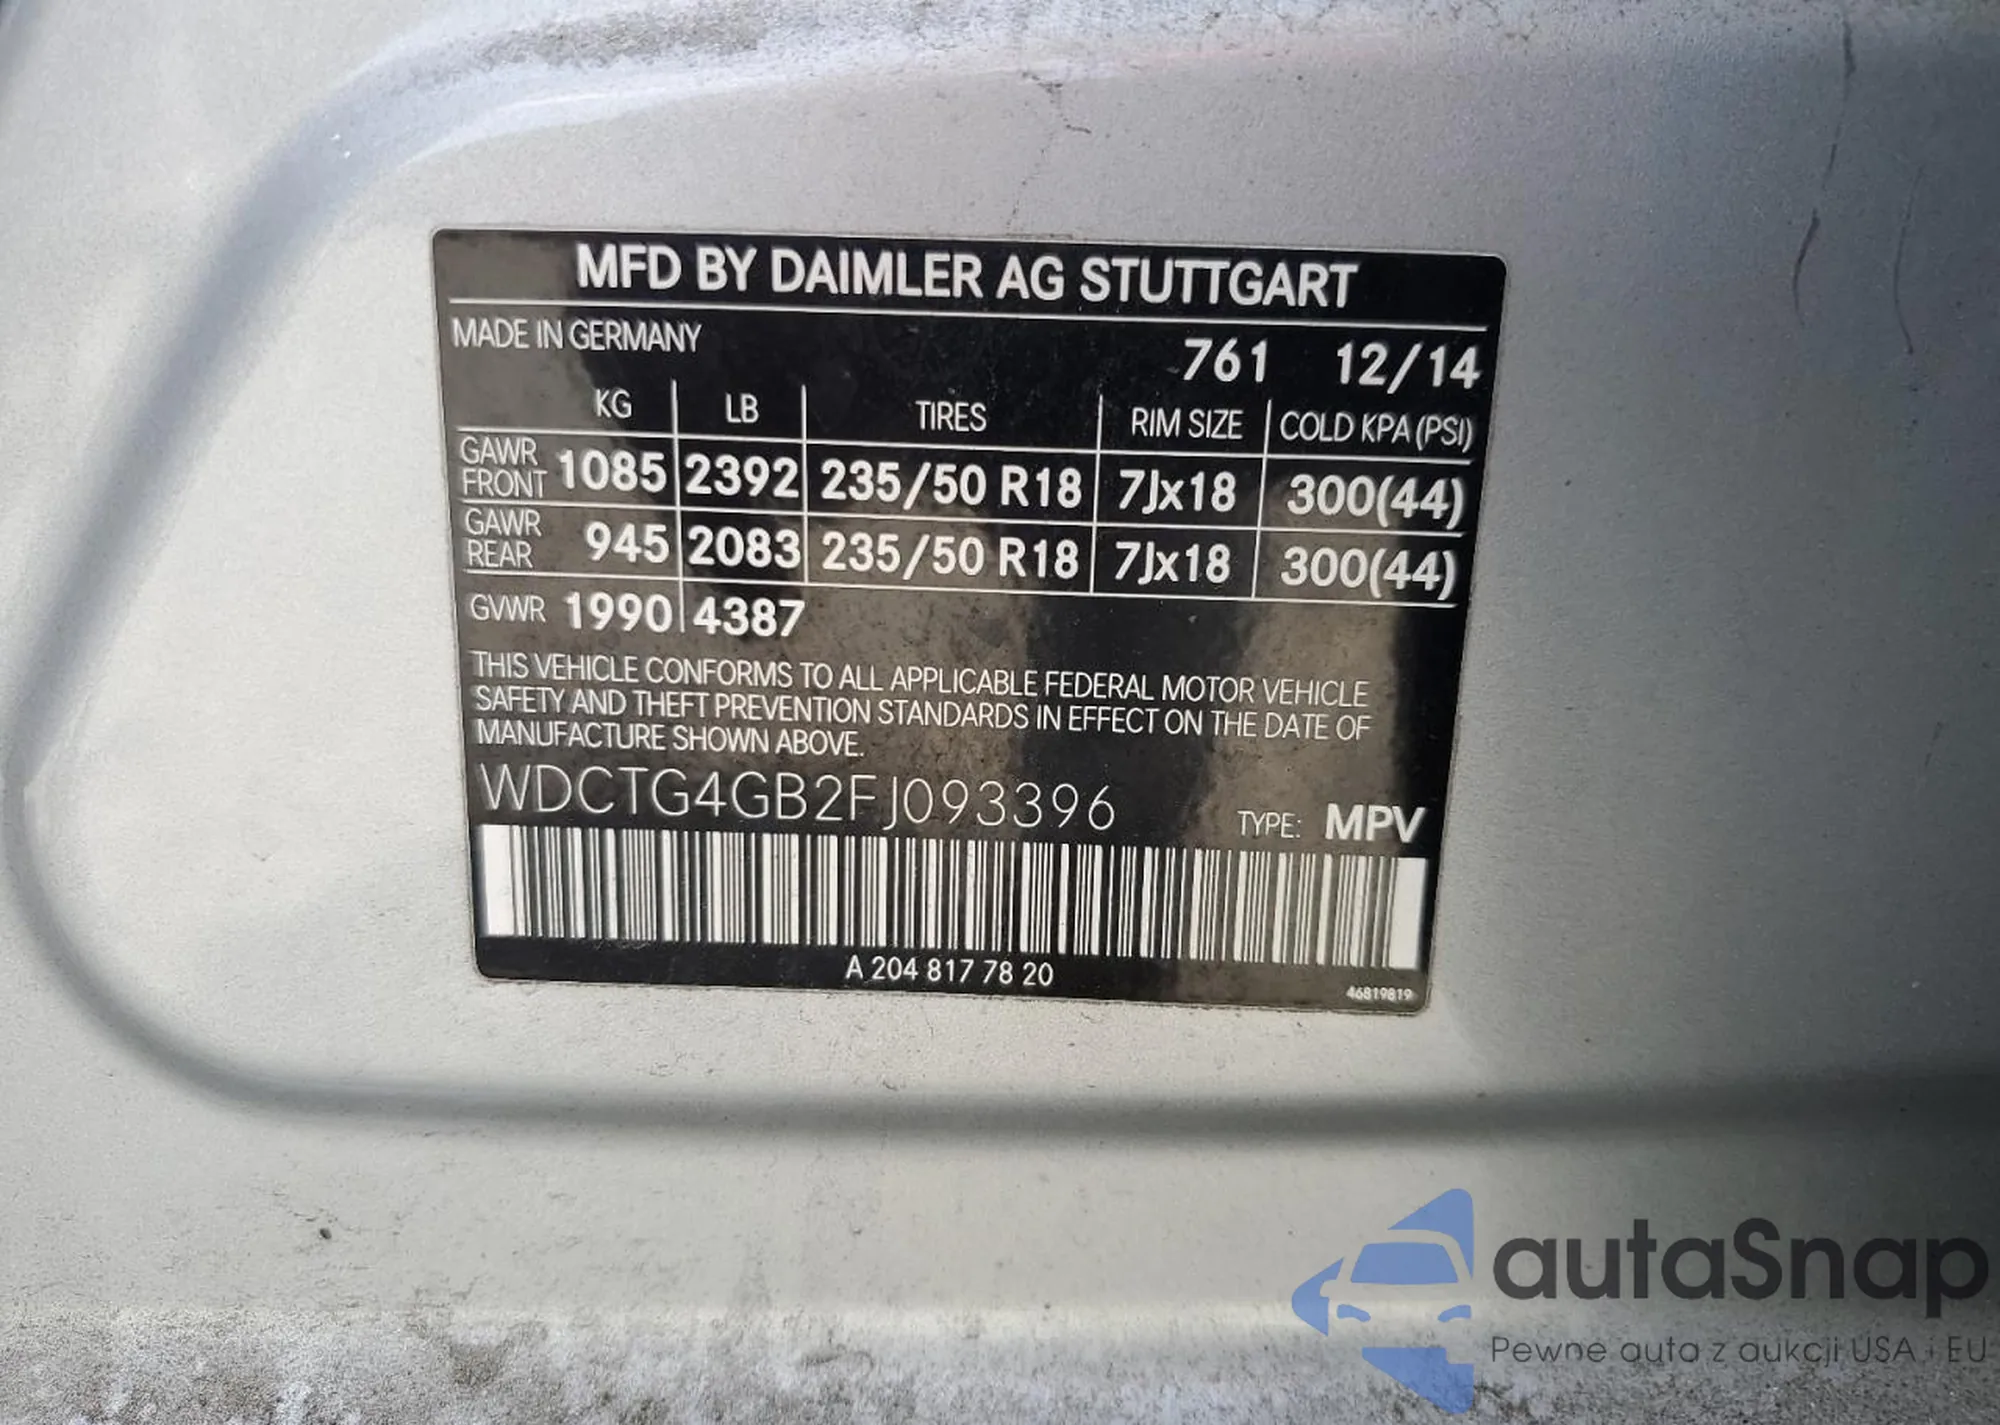 MFD BY DAIMLER AG STUTTGART
MADE IN GERMANY
761 12/14
KG LB TIRES RIM SIZE COLD KPA (PSI)
GAWR FRONT 1085 2392 235/50 R18 7Jx18 300(44)
GAWR REAR 945 2083 235/50 R18 7Jx18 300(44)
GVWR 1990 4387
THIS VEHICLE CONFORMS TO ALL APPLICABLE FEDERAL MOTOR VEHICLE
SAFETY AND THEFT PREVENTION STANDARDS IN EFFECT ON THE DATE OF
MANUFACTURE SHOWN ABOVE.
WDCTG4GB2FJ093396 TYPE: MPV
A 204 817 78 20
46819819
autaSnap
Pewne auta z aukcji USA i EU